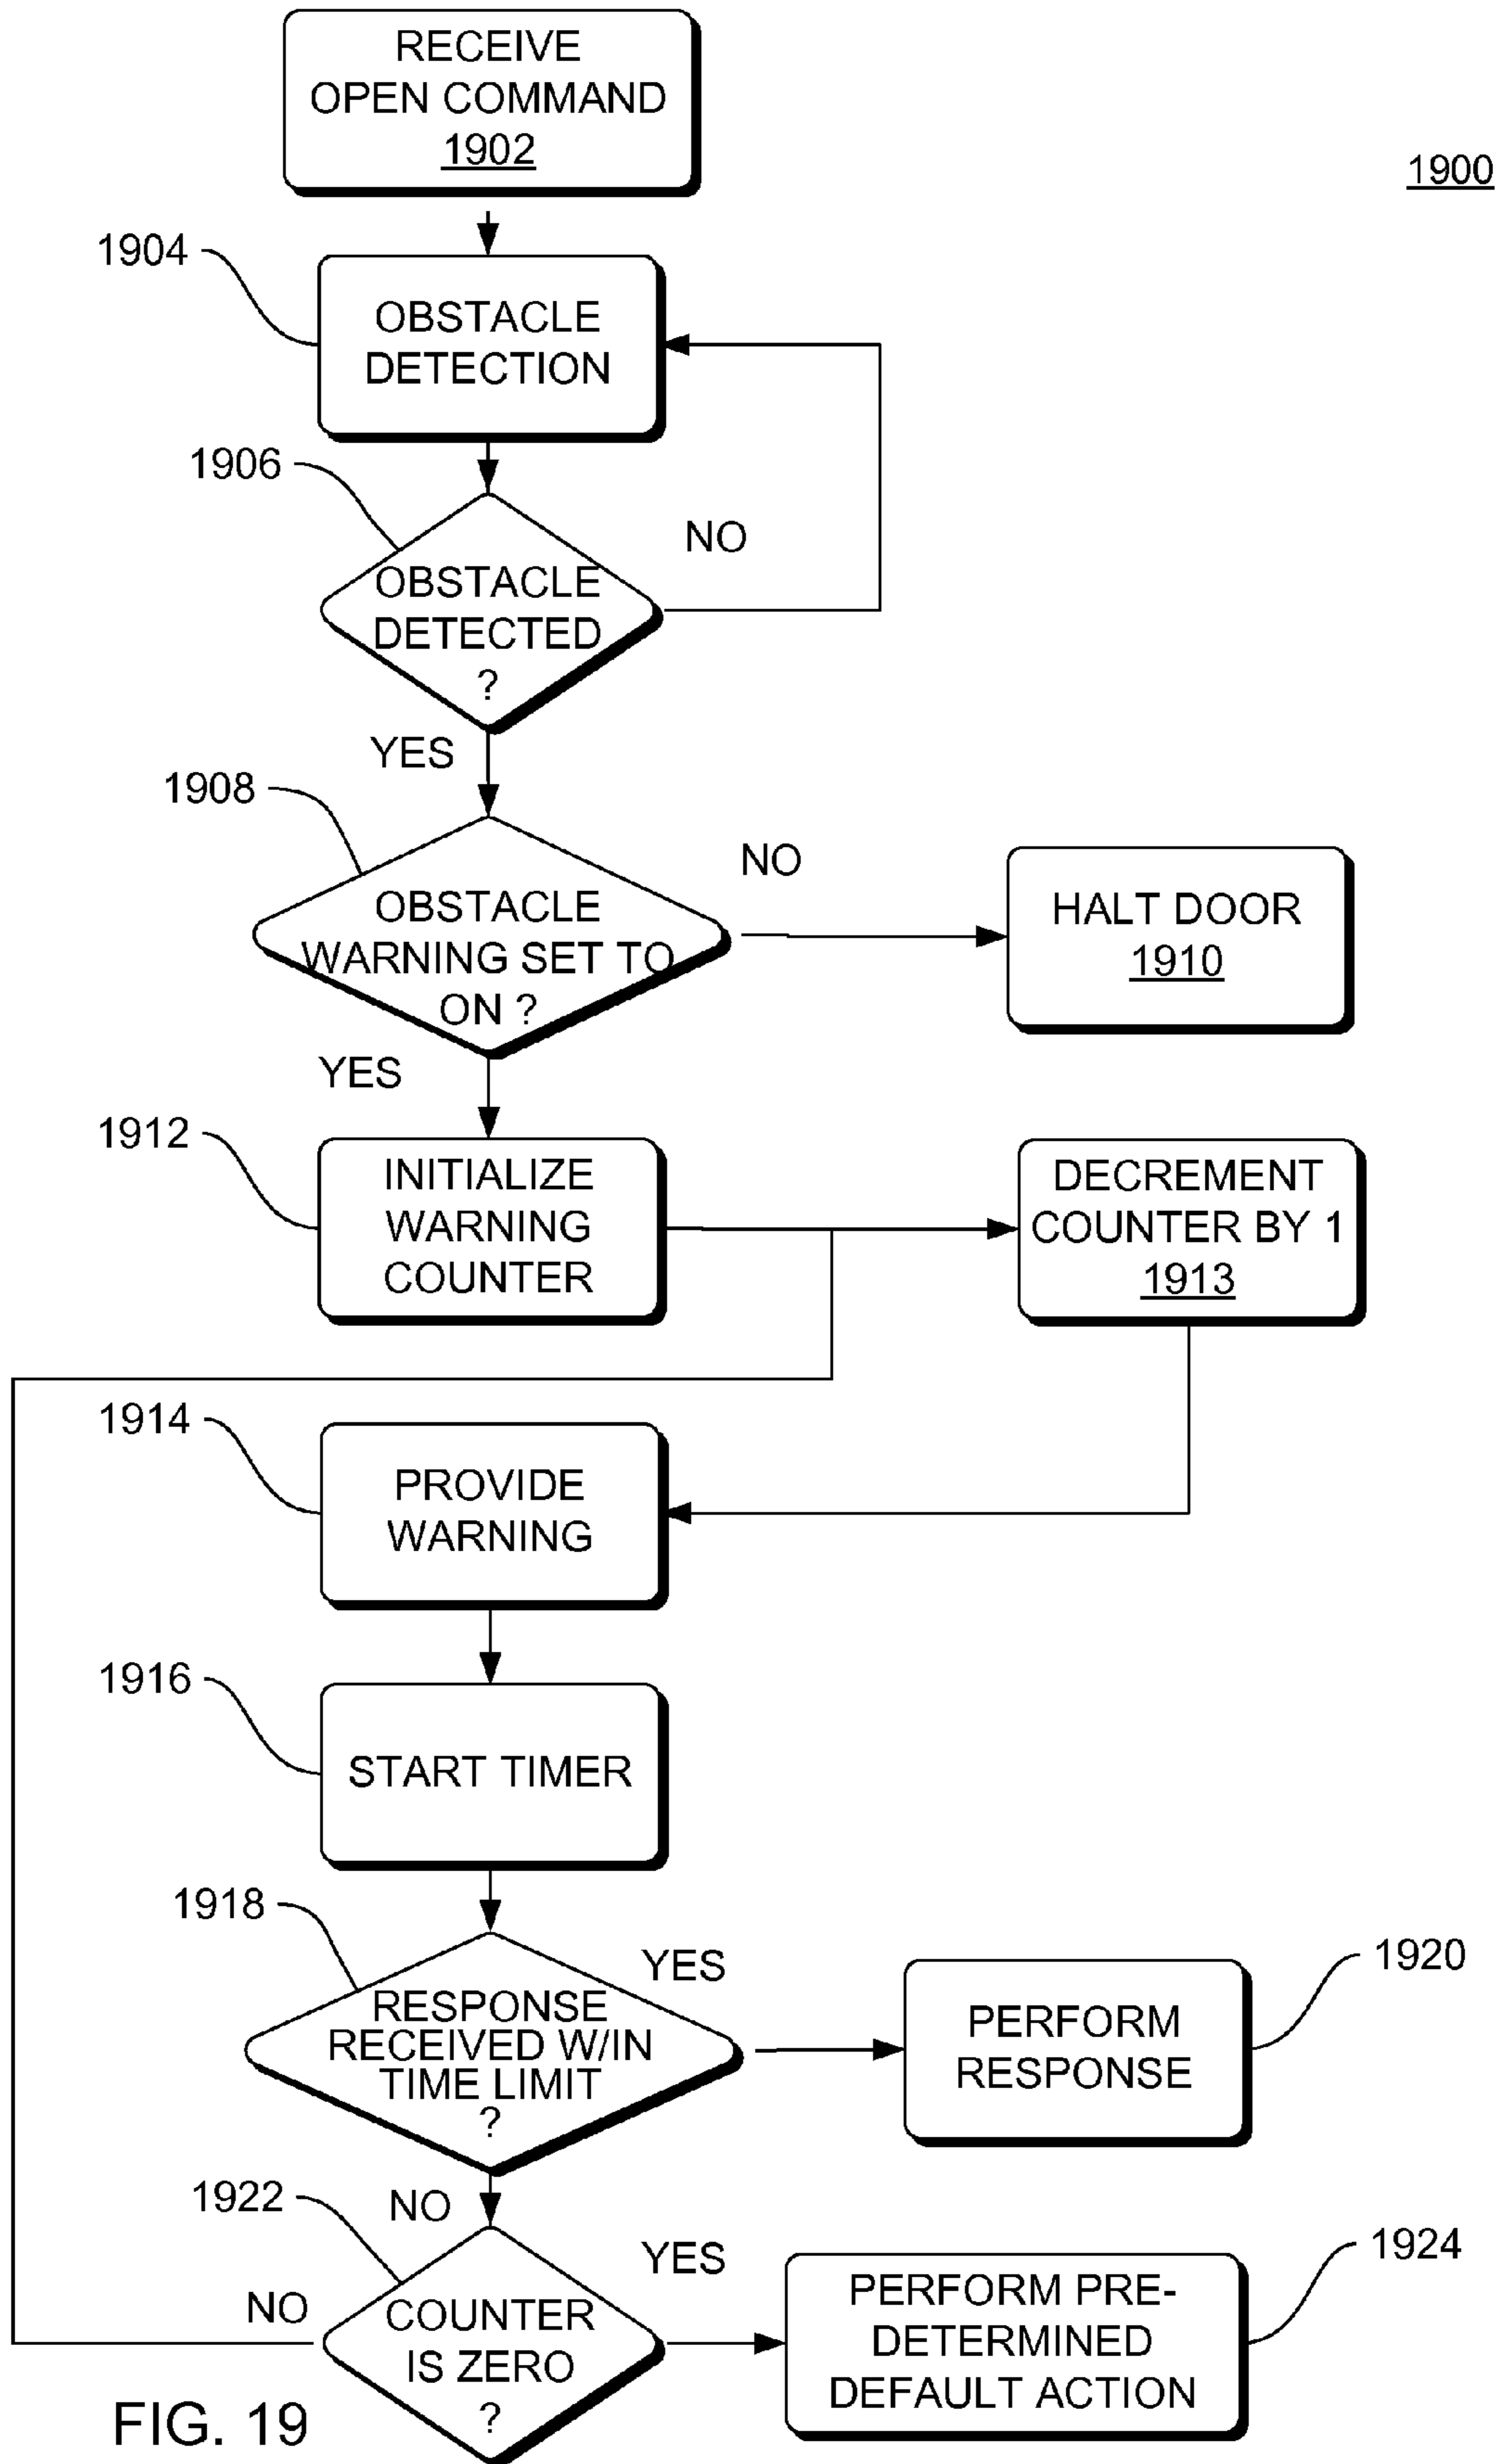 RECEIVE
OPEN COMMAND
1902
1900
1904
OBSTACLE
DETECTION
1906
NO
OBSTACLE
DETECTED
?
YES
1908
NO
OBSTACLE
WARNING SET TO
ON ?
HALT DOOR
1910
YES
1912
INITIALIZE
WARNING
COUNTER
DECREMENT
COUNTER BY 1
1913
1914
PROVIDE
WARNING
1916
START TIMER
1918
YES
RESPONSE
RECEIVED W/IN
TIME LIMIT
?
1920
PERFORM
RESPONSE
1922
NO
YES
1924
NO
COUNTER
IS ZERO
?
PERFORM PRE-
DETERMINED
DEFAULT ACTION
FIG. 19